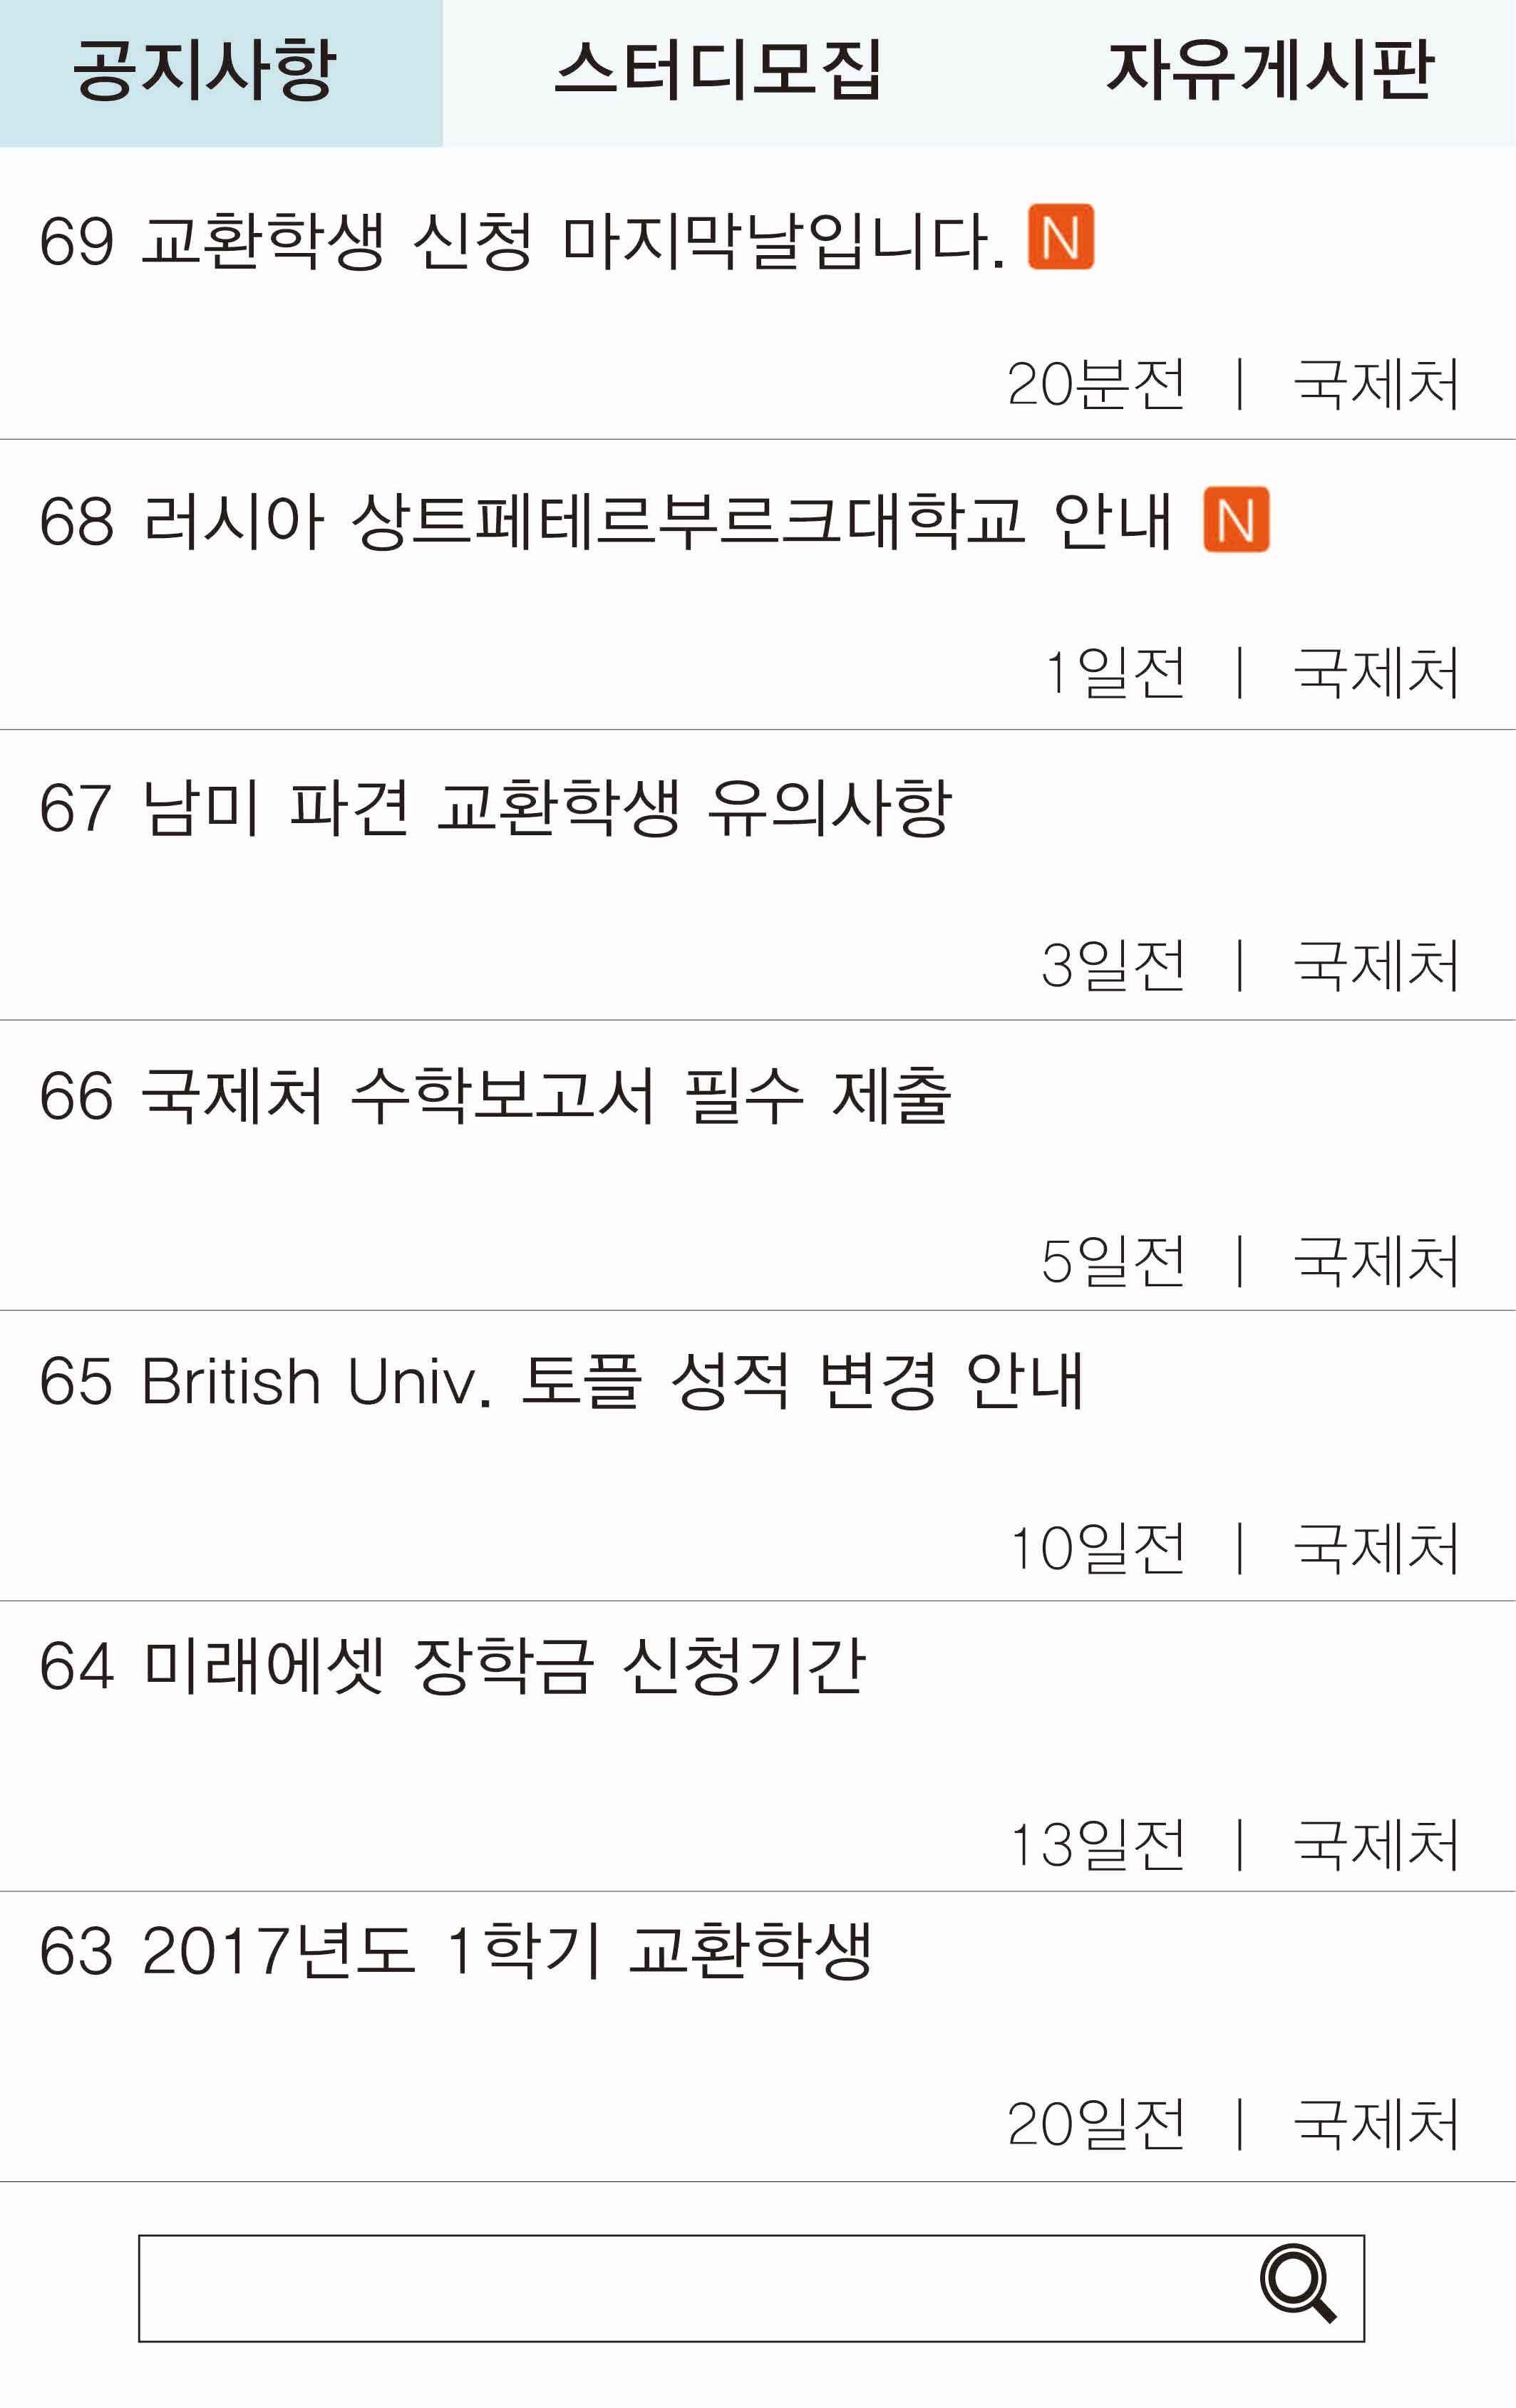 공지사항 스터디모집 자유게시판
69 교환학생 신청 마지막날입니다. N
20분전 | 국제처
68 러시아 상트페테르부르크대학교 안내 N
1일전 | 국제처
67 남미 파견 교환학생 유의사항
3일전 | 국제처
66 국제처 수학보고서 필수 제출
5일전 | 국제처
65 British Univ. 토플 성적 변경 안내
10일전 | 국제처
64 미래에셋 장학금 신청기간
13일전 | 국제처
63 2017년도 1학기 교환학생
20일전 | 국제처